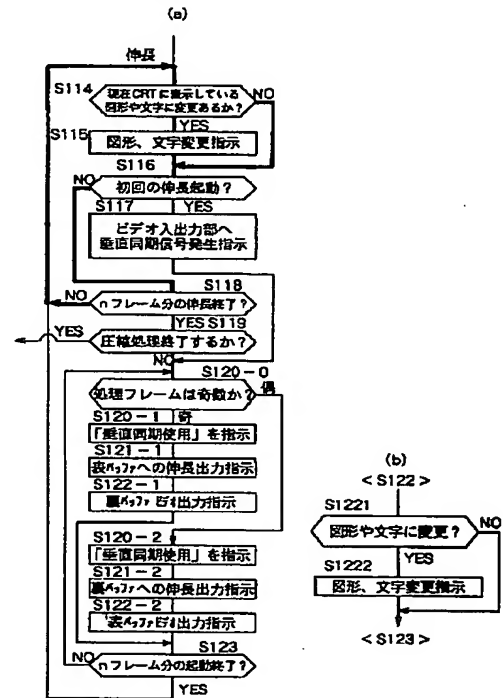 (a)
伸長
S114
現在CRTに表示している
図形や文字に変更あるか？
NO
YES
S115
図形、文字変更指示
S116
NO
初回の伸長起動？
S117
YES
ビデオ入出力部へ
垂直同期信号発生指示
S118
NO
nフレーム分の伸長終了？
YES
YES S119
圧縮処理終了するか？
NO
S120-0
処理フレームは奇数か？
偶
S120-1
奇
「垂直同期使用」を指示
S121-1
表バッファへの伸長出力指示
S122-1
裏バッファビデオ出力指示
S120-2
「垂直同期使用」を指示
S121-2
裏バッファへの伸長出力指示
S122-2
表バッファビデオ出力指示
S123
NO
nフレーム分の起動終了？
YES
(b)
<S122>
S1221
図形や文字に変更？
NO
YES
S1222
図形、文字変更指示
<S123>